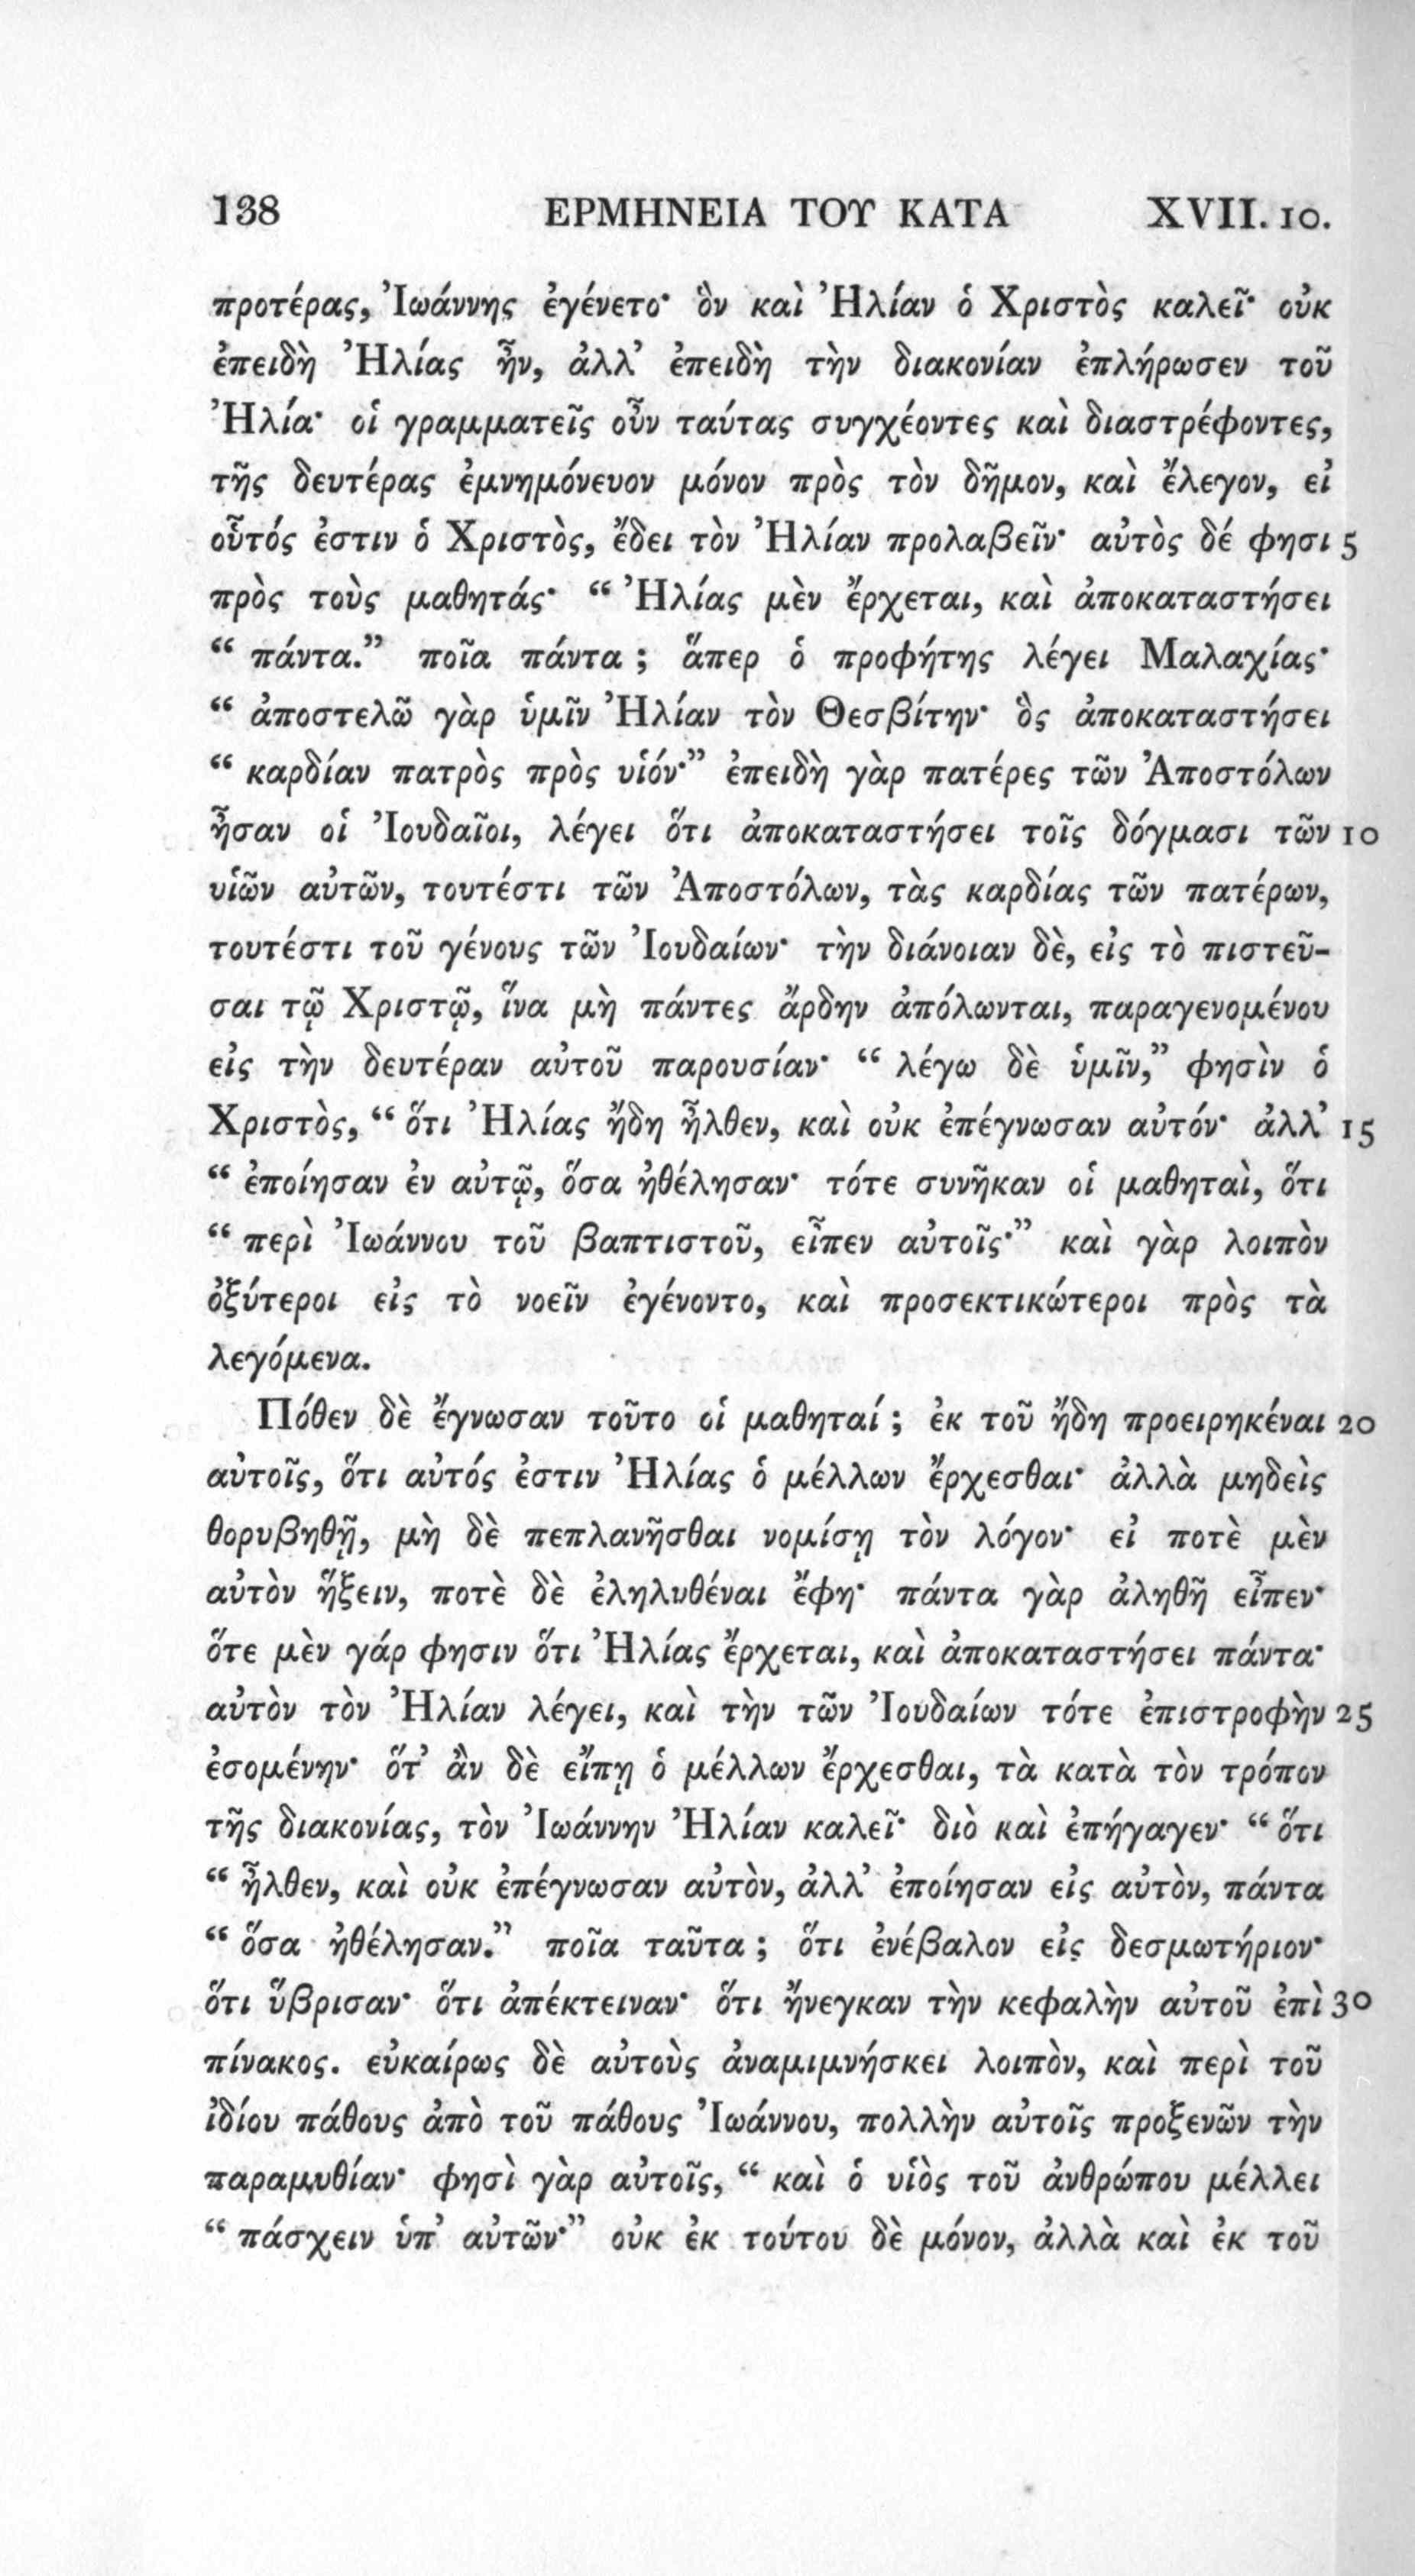 138 ΕΡΜΗΝΕΙΑ ΤΟΥ ΚΑΤΑ XVII. 10.
προτέρας, Ἰωάννης ἐγένετο· ὃν καὶ Ἠλίαν ὁ Χριστὸς καλεῖ· οὐκ
ἐπειδὴ Ἠλίας ἦν, ἀλλ’ ἐπειδὴ τὴν διακονίαν ἐπλήρωσεν τοῦ
Ἠλία· οἱ γραμματεῖς οὖν ταύτας συγχέοντες καὶ διαστρέφοντες,
τῆς δευτέρας ἐμνημόνευον μόνον πρὸς τὸν δῆμον, καὶ ἔλεγον, εἰ
οὗτός ἐστιν ὁ Χριστὸς, ἔδει τὸν Ἠλίαν προλαβεῖν· αὐτὸς δέ φησι 5
πρὸς τοὺς μαθητάς· “ Ἠλίας μὲν ἔρχεται, καὶ ἀποκαταστήσει
“ πάντα.” ποῖα πάντα ; ἅπερ ὁ προφήτης λέγει Μαλαχίας·
“ ἀποστελῶ γὰρ ὑμῖν Ἠλίαν τὸν Θεσβίτην· ὃς ἀποκαταστήσει
“ καρδίαν πατρὸς πρὸς υἱόν·” ἐπειδὴ γὰρ πατέρες τῶν Ἀποστόλων
ἦσαν οἱ Ἰουδαῖοι, λέγει ὅτι ἀποκαταστήσει τοῖς δόγμασι τῶν 10
υἱῶν αὐτῶν, τουτέστι τῶν Ἀποστόλων, τὰς καρδίας τῶν πατέρων,
τουτέστι τοῦ γένους τῶν Ἰουδαίων· τὴν διάνοιαν δὲ, εἰς τὸ πιστεῦ-
σαι τῷ Χριστῷ, ἵνα μὴ πάντες ἄρδην ἀπόλωνται, παραγενομένου
εἰς τὴν δευτέραν αὐτοῦ παρουσίαν· “ λέγω δὲ ὑμῖν,” φησὶν ὁ
Χριστὸς, “ ὅτι Ἠλίας ἤδη ἦλθεν, καὶ οὐκ ἐπέγνωσαν αὐτόν· ἀλλ’ 15
“ ἐποίησαν ἐν αὐτῷ, ὅσα ἠθέλησαν· τότε συνῆκαν οἱ μαθηταὶ, ὅτι
“ περὶ Ἰωάννου τοῦ βαπτιστοῦ, εἶπεν αὐτοῖς·” καὶ γὰρ λοιπὸν
ὀξύτεροι εἰς τὸ νοεῖν ἐγένοντο, καὶ προσεκτικώτεροι πρὸς τὰ
λεγόμενα.
Πόθεν δὲ ἔγνωσαν τοῦτο οἱ μαθηταί ; ἐκ τοῦ ἤδη προειρηκέναι 20
αὐτοῖς, ὅτι αὐτός ἐστιν Ἠλίας ὁ μέλλων ἔρχεσθαι· ἀλλὰ μηδεὶς
θορυβηθῇ, μὴ δὲ πεπλανῆσθαι νομίσῃ τὸν λόγον· εἰ ποτὲ μὲν
αὐτὸν ἥξειν, ποτὲ δὲ ἐληλυθέναι ἔφη· πάντα γὰρ ἀληθῆ εἶπεν·
ὅτε μὲν γάρ φησιν ὅτι Ἠλίας ἔρχεται, καὶ ἀποκαταστήσει πάντα·
αὐτὸν τὸν Ἠλίαν λέγει, καὶ τὴν τῶν Ἰουδαίων τότε ἐπιστροφὴν 25
ἐσομένην· ὅτ’ ἂν δὲ εἴπῃ ὁ μέλλων ἔρχεσθαι, τὰ κατὰ τὸν τρόπον
τῆς διακονίας, τὸν Ἰωάννην Ἠλίαν καλεῖ· διὸ καὶ ἐπήγαγεν· “ ὅτι
“ ἦλθεν, καὶ οὐκ ἐπέγνωσαν αὐτὸν, ἀλλ’ ἐποίησαν εἰς αὐτὸν, πάντα
“ ὅσα ἠθέλησαν.” ποῖα ταῦτα ; ὅτι ἐνέβαλον εἰς δεσμωτήριον·
ὅτι ὕβρισαν· ὅτι ἀπέκτειναν· ὅτι ἤνεγκαν τὴν κεφαλὴν αὐτοῦ ἐπὶ 30
πίνακος. εὐκαίρως δὲ αὐτοὺς ἀναμιμνήσκει λοιπὸν, καὶ περὶ τοῦ
ἰδίου πάθους ἀπὸ τοῦ πάθους Ἰωάννου, πολλὴν αὐτοῖς προξενῶν τὴν
παραμυθίαν· φησὶ γὰρ αὐτοῖς, “ καὶ ὁ υἱὸς τοῦ ἀνθρώπου μέλλει
“ πάσχειν ὑπ’ αὐτῶν·” οὐκ ἐκ τούτου δὲ μόνον, ἀλλὰ καὶ ἐκ τοῦ